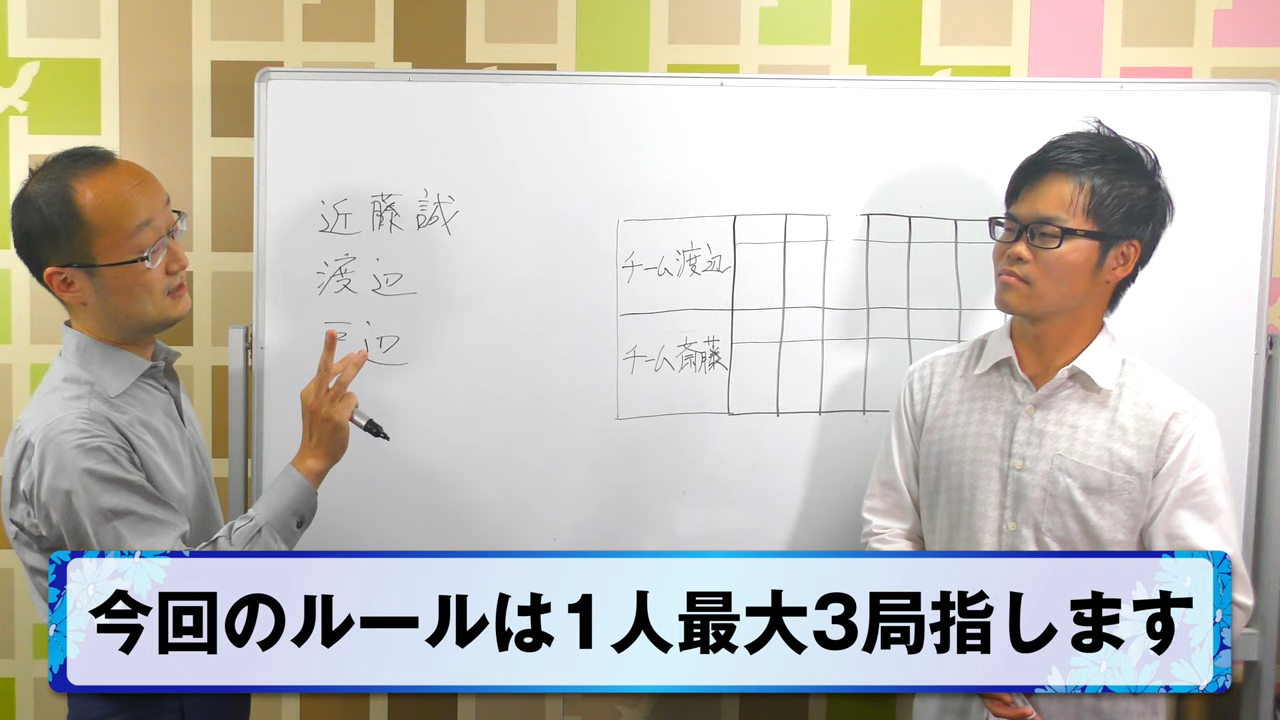 近藤誠
渡辺
辺
チーム渡辺
チーム斎藤
今回のルールは1人最大3局指します